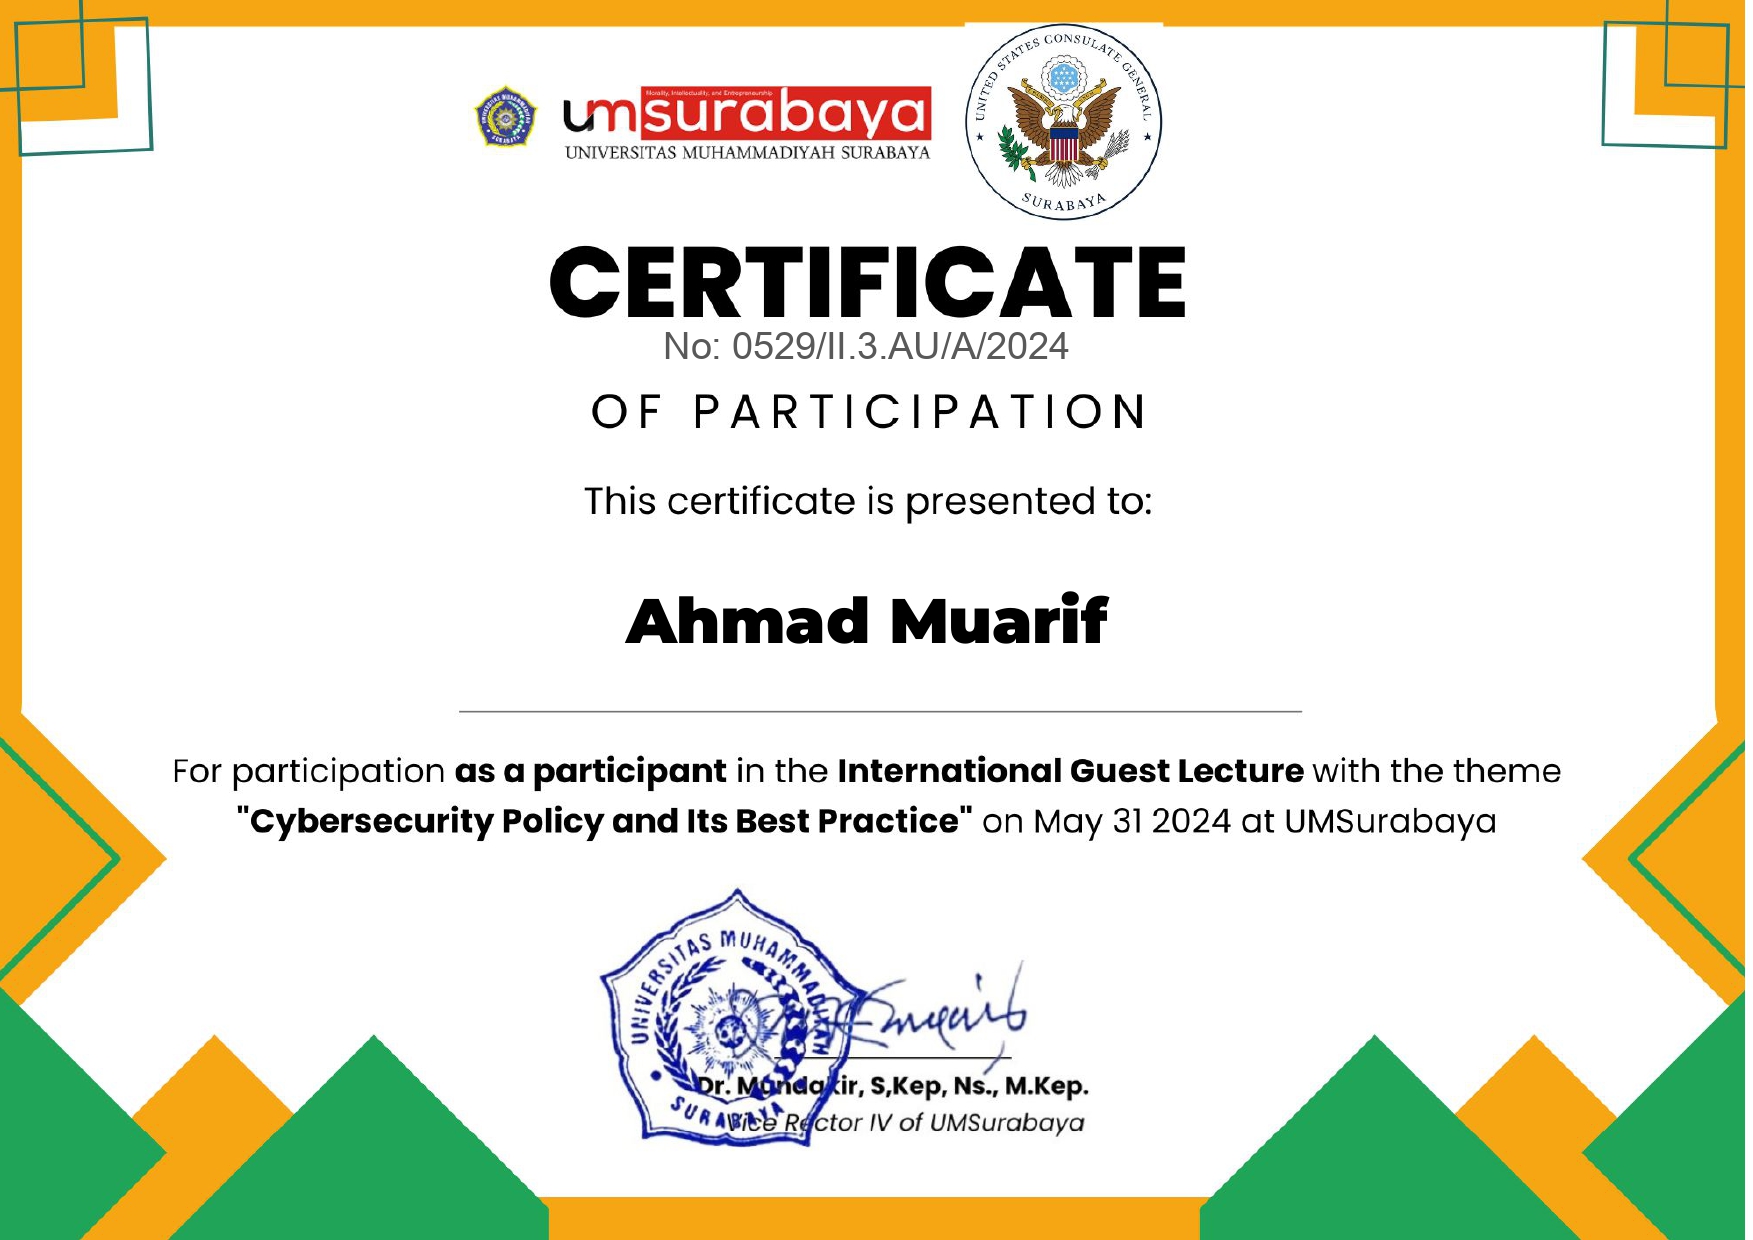 Morality, Intellectuality, and Entrepreneurship
umsurabaya
UNIVERSITAS MUHAMMADIYAH SURABAYA
UNITED STATES CONSULATE GENERAL
SURABAYA
CERTIFICATE
No: 0529/II.3.AU/A/2024
OF PARTICIPATION
This certificate is presented to:
Ahmad Muarif
For participation as a participant in the International Guest Lecture with the theme
"Cybersecurity Policy and Its Best Practice" on May 31 2024 at UMSurabaya
UNIVERSITAS MUHAMMADIYAH
SURABAYA
Dr. Mundakir, S,Kep, Ns., M.Kep.
Vice Rector IV of UMSurabaya